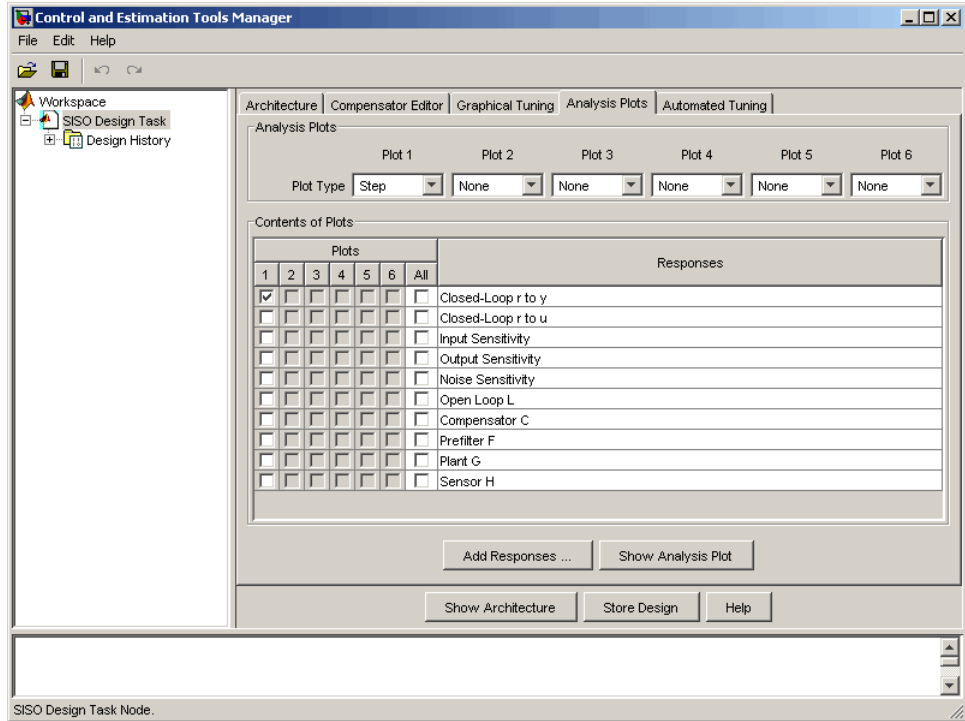 Control and Estimation Tools Manager
File Edit Help
Workspace
SISO Design Task
Design History
Architecture Compensator Editor Graphical Tuning Analysis Plots Automated Tuning
Analysis Plots
Plot 1 Plot 2 Plot 3 Plot 4 Plot 5 Plot 6
Plot Type Step None None None None None
Contents of Plots
Plots
Responses
1 2 3 4 5 6 All
Closed-Loop r to y
Closed-Loop r to u
Input Sensitivity
Output Sensitivity
Noise Sensitivity
Open Loop L
Compensator C
Prefilter F
Plant G
Sensor H
Add Responses ... Show Analysis Plot
Show Architecture Store Design Help
SISO Design Task Node.